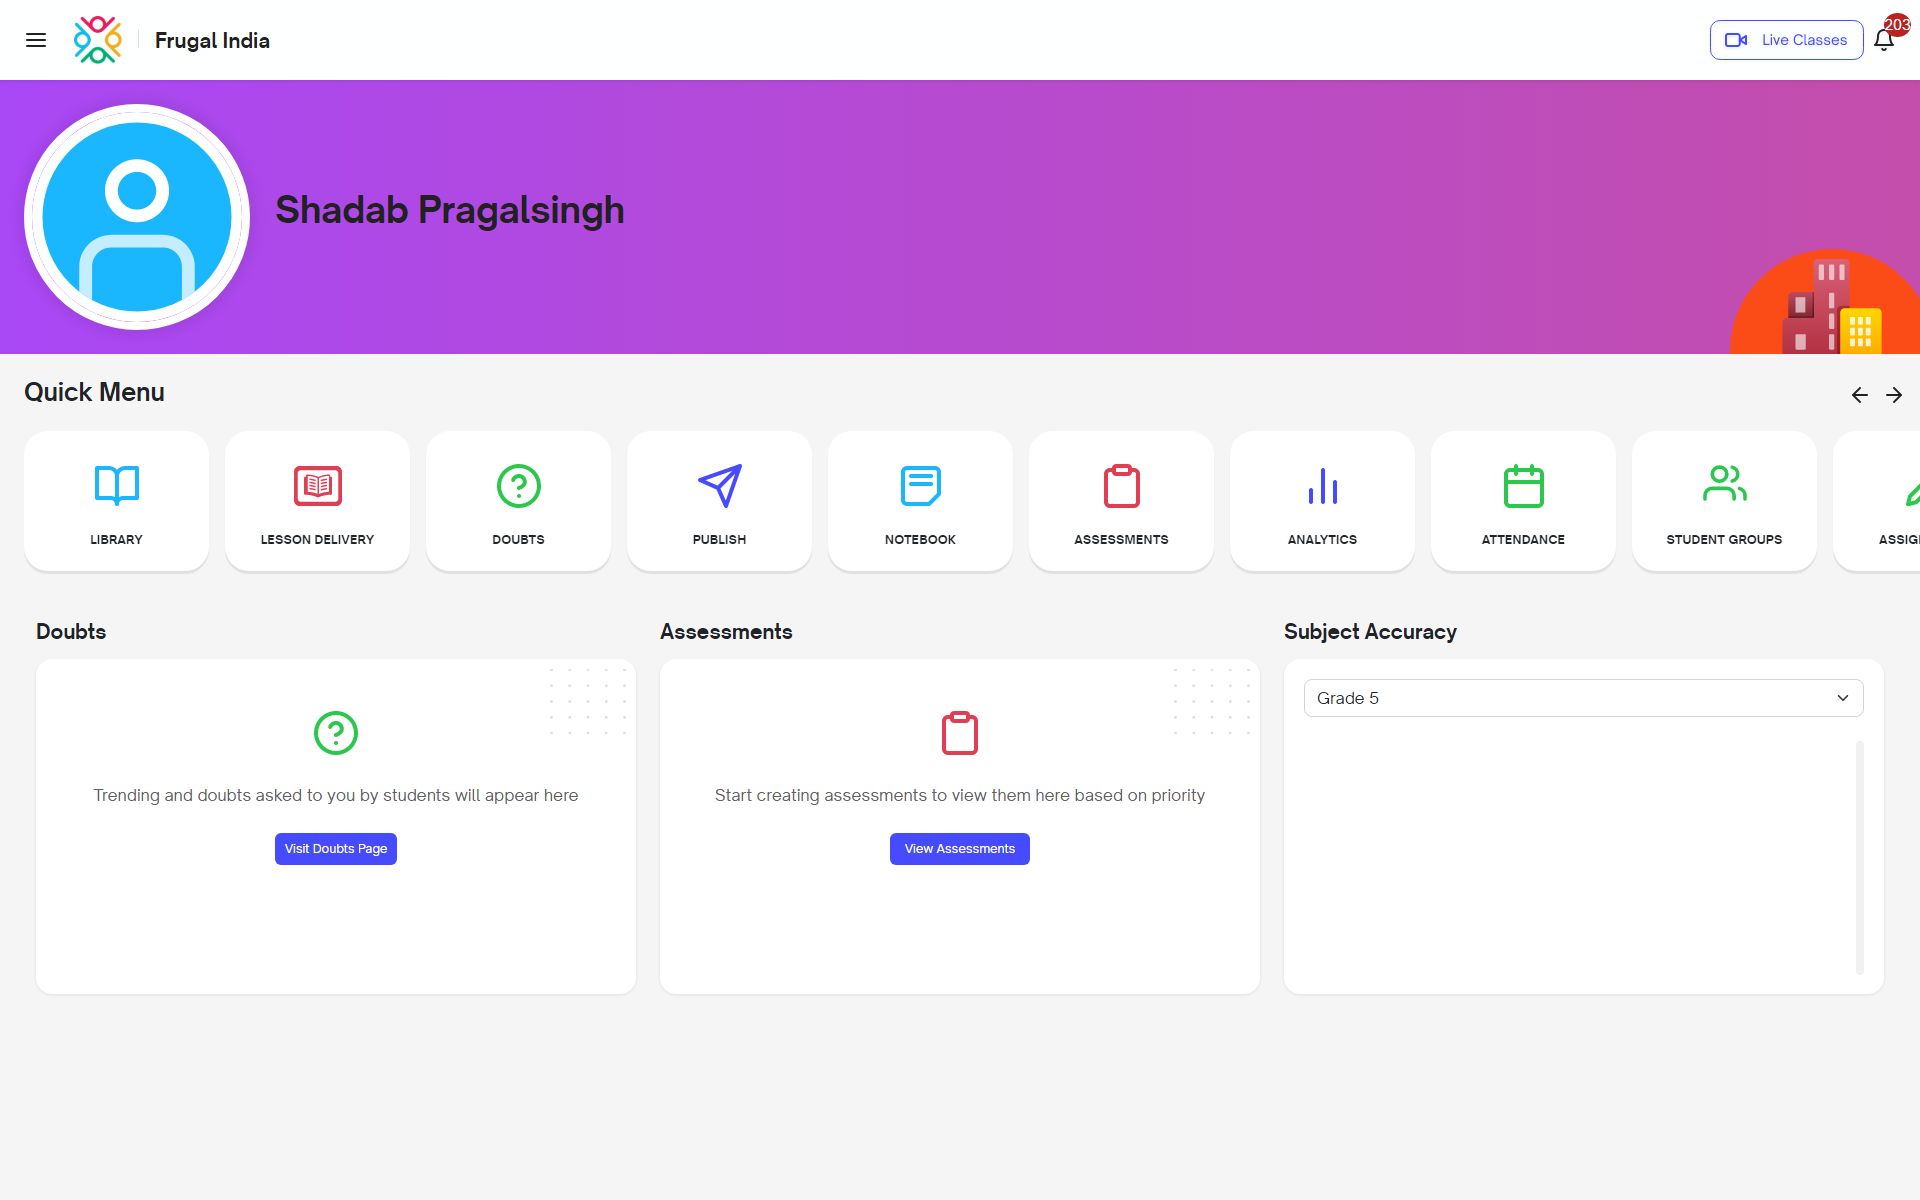 Frugal India
Live Classes
203
Shadab Pragalsingh
Quick Menu
LIBRARY
LESSON DELIVERY
DOUBTS
PUBLISH
NOTEBOOK
ASSESSMENTS
ANALYTICS
ATTENDANCE
STUDENT GROUPS
Doubts
Trending and doubts asked to you by students will appear here
Visit Doubts Page
Assessments
Start creating assessments to view them here based on priority
View Assessments
Subject Accuracy
Grade 5